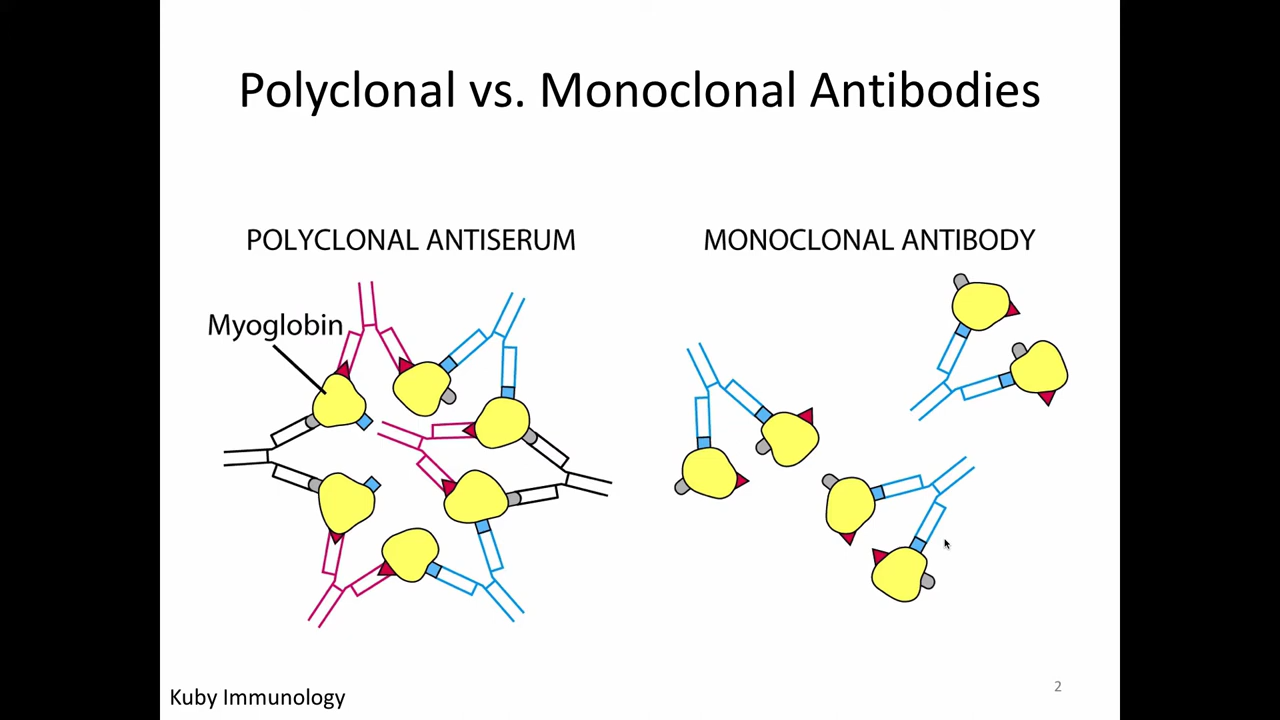 Polyclonal vs. Monoclonal Antibodies
POLYCLONAL ANTISERUM
MONOCLONAL ANTIBODY
Myoglobin
Kuby Immunology
2